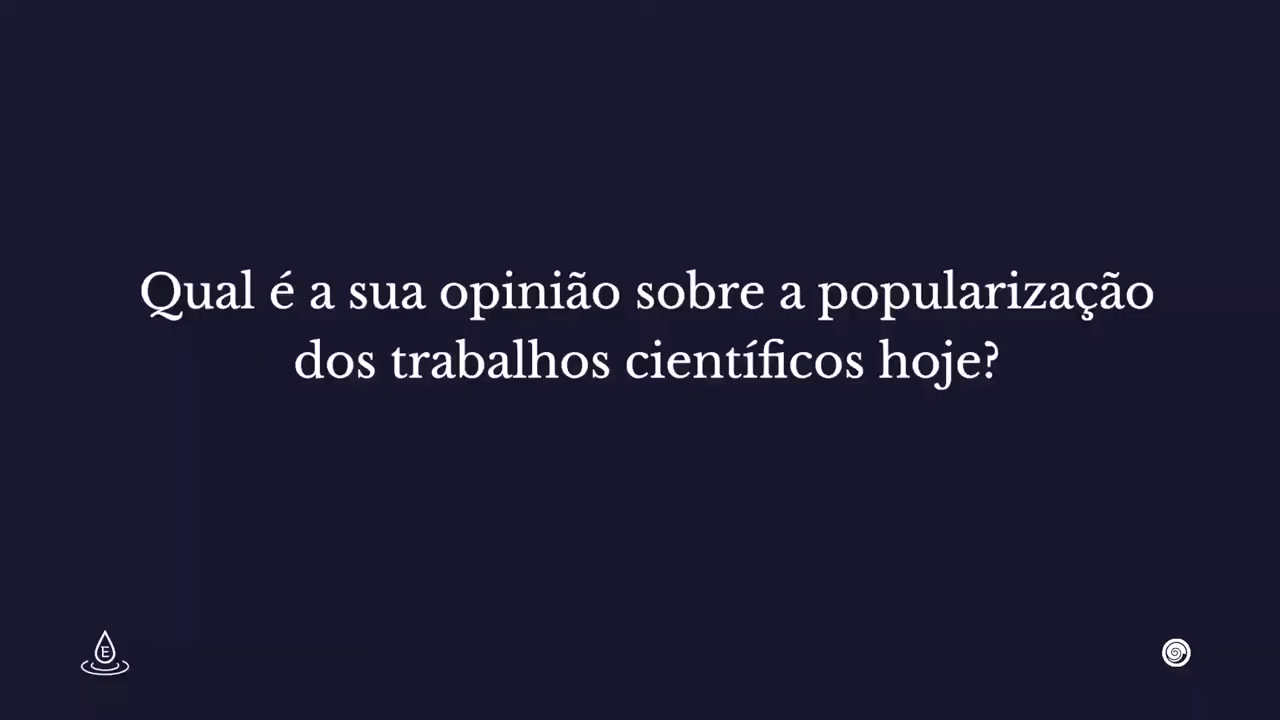 Qual é a sua opinião sobre a popularização
dos trabalhos científicos hoje?
E